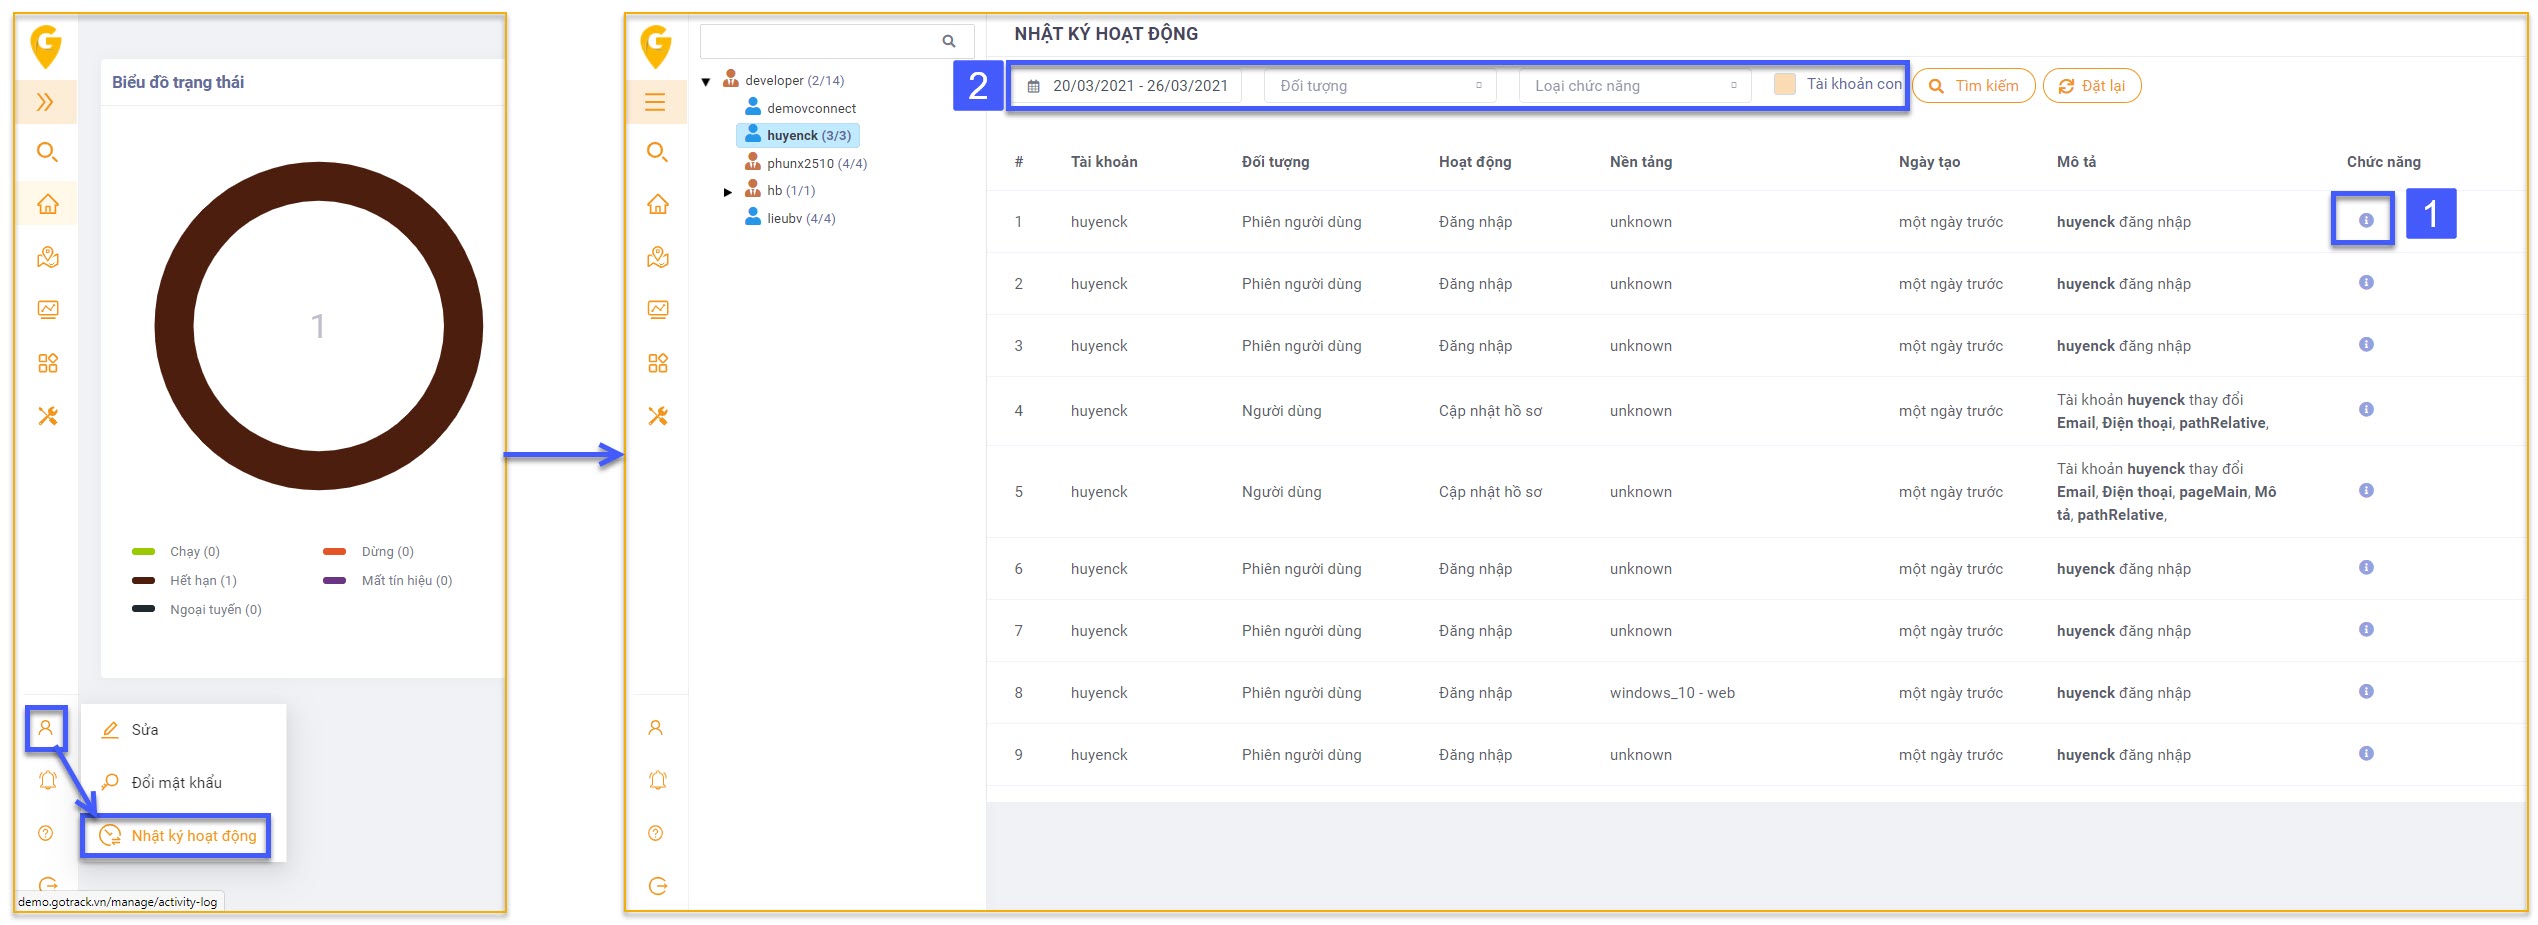 G
Biểu đồ trạng thái
1
Chạy (0)
Dừng (0)
Hết hạn (1)
Mất tín hiệu (0)
Ngoại tuyến (0)
Sửa
Đổi mật khẩu
Nhật ký hoạt động
demo.gotrack.vn/manage/activity-log
G
developer (2/14)
demovconnect
huyenck (3/3)
phunx2510 (4/4)
hb (1/1)
lieubv (4/4)
NHẬT KÝ HOẠT ĐỘNG
2
20/03/2021 - 26/03/2021 Đối tượng Loại chức năng Tài khoản con Tìm kiếm Đặt lại
# Tài khoản Đối tượng Hoạt động Nền tảng Ngày tạo Mô tả Chức năng
1 huyenck Phiên người dùng Đăng nhập unknown một ngày trước huyenck đăng nhập
1
2 huyenck Phiên người dùng Đăng nhập unknown một ngày trước huyenck đăng nhập
3 huyenck Phiên người dùng Đăng nhập unknown một ngày trước huyenck đăng nhập
4 huyenck Người dùng Cập nhật hồ sơ unknown một ngày trước Tài khoản huyenck thay đổi
Email, Điện thoại, pathRelative,
5 huyenck Người dùng Cập nhật hồ sơ unknown một ngày trước Tài khoản huyenck thay đổi
Email, Điện thoại, pageMain, Mô
tả, pathRelative,
6 huyenck Phiên người dùng Đăng nhập unknown một ngày trước huyenck đăng nhập
7 huyenck Phiên người dùng Đăng nhập unknown một ngày trước huyenck đăng nhập
8 huyenck Phiên người dùng Đăng nhập windows_10 - web một ngày trước huyenck đăng nhập
9 huyenck Phiên người dùng Đăng nhập unknown một ngày trước huyenck đăng nhập